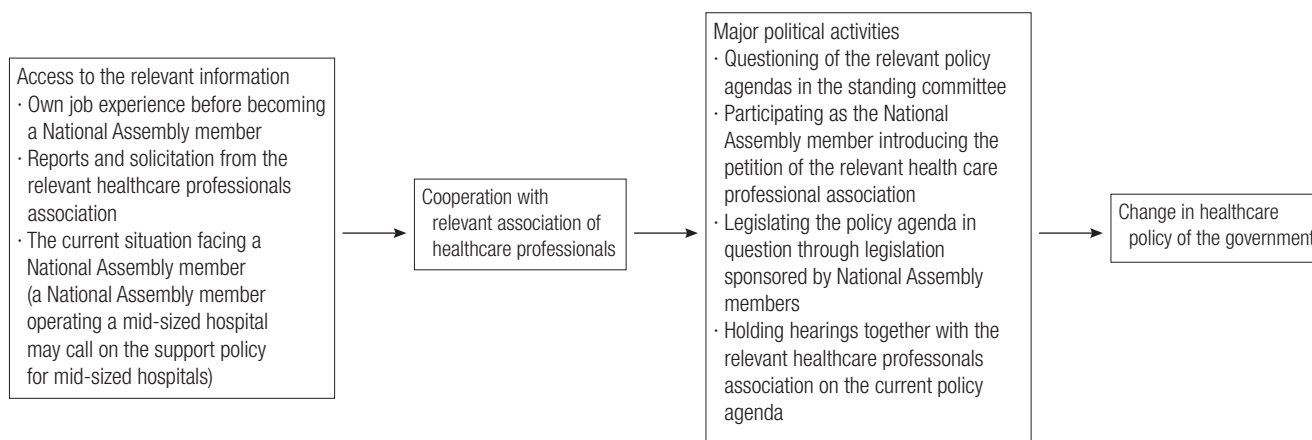 Access to the relevant information
· Own job experience before becoming
a National Assembly member
· Reports and solicitation from the
relevant healthcare professionals
association
· The current situation facing a
National Assembly member
(a National Assembly member
operating a mid-sized hospital
may call on the support policy
for mid-sized hospitals)
Cooperation with
relevant association of
healthcare professionals
Major political activities
· Questioning of the relevant policy
agendas in the standing committee
· Participating as the National
Assembly member introducing the
petition of the relevant health care
professional association
· Legislating the policy agenda in
question through legislation
sponsored by National Assembly
members
· Holding hearings together with the
relevant healthcare professonals
association on the current policy
agenda
Change in healthcare
policy of the government